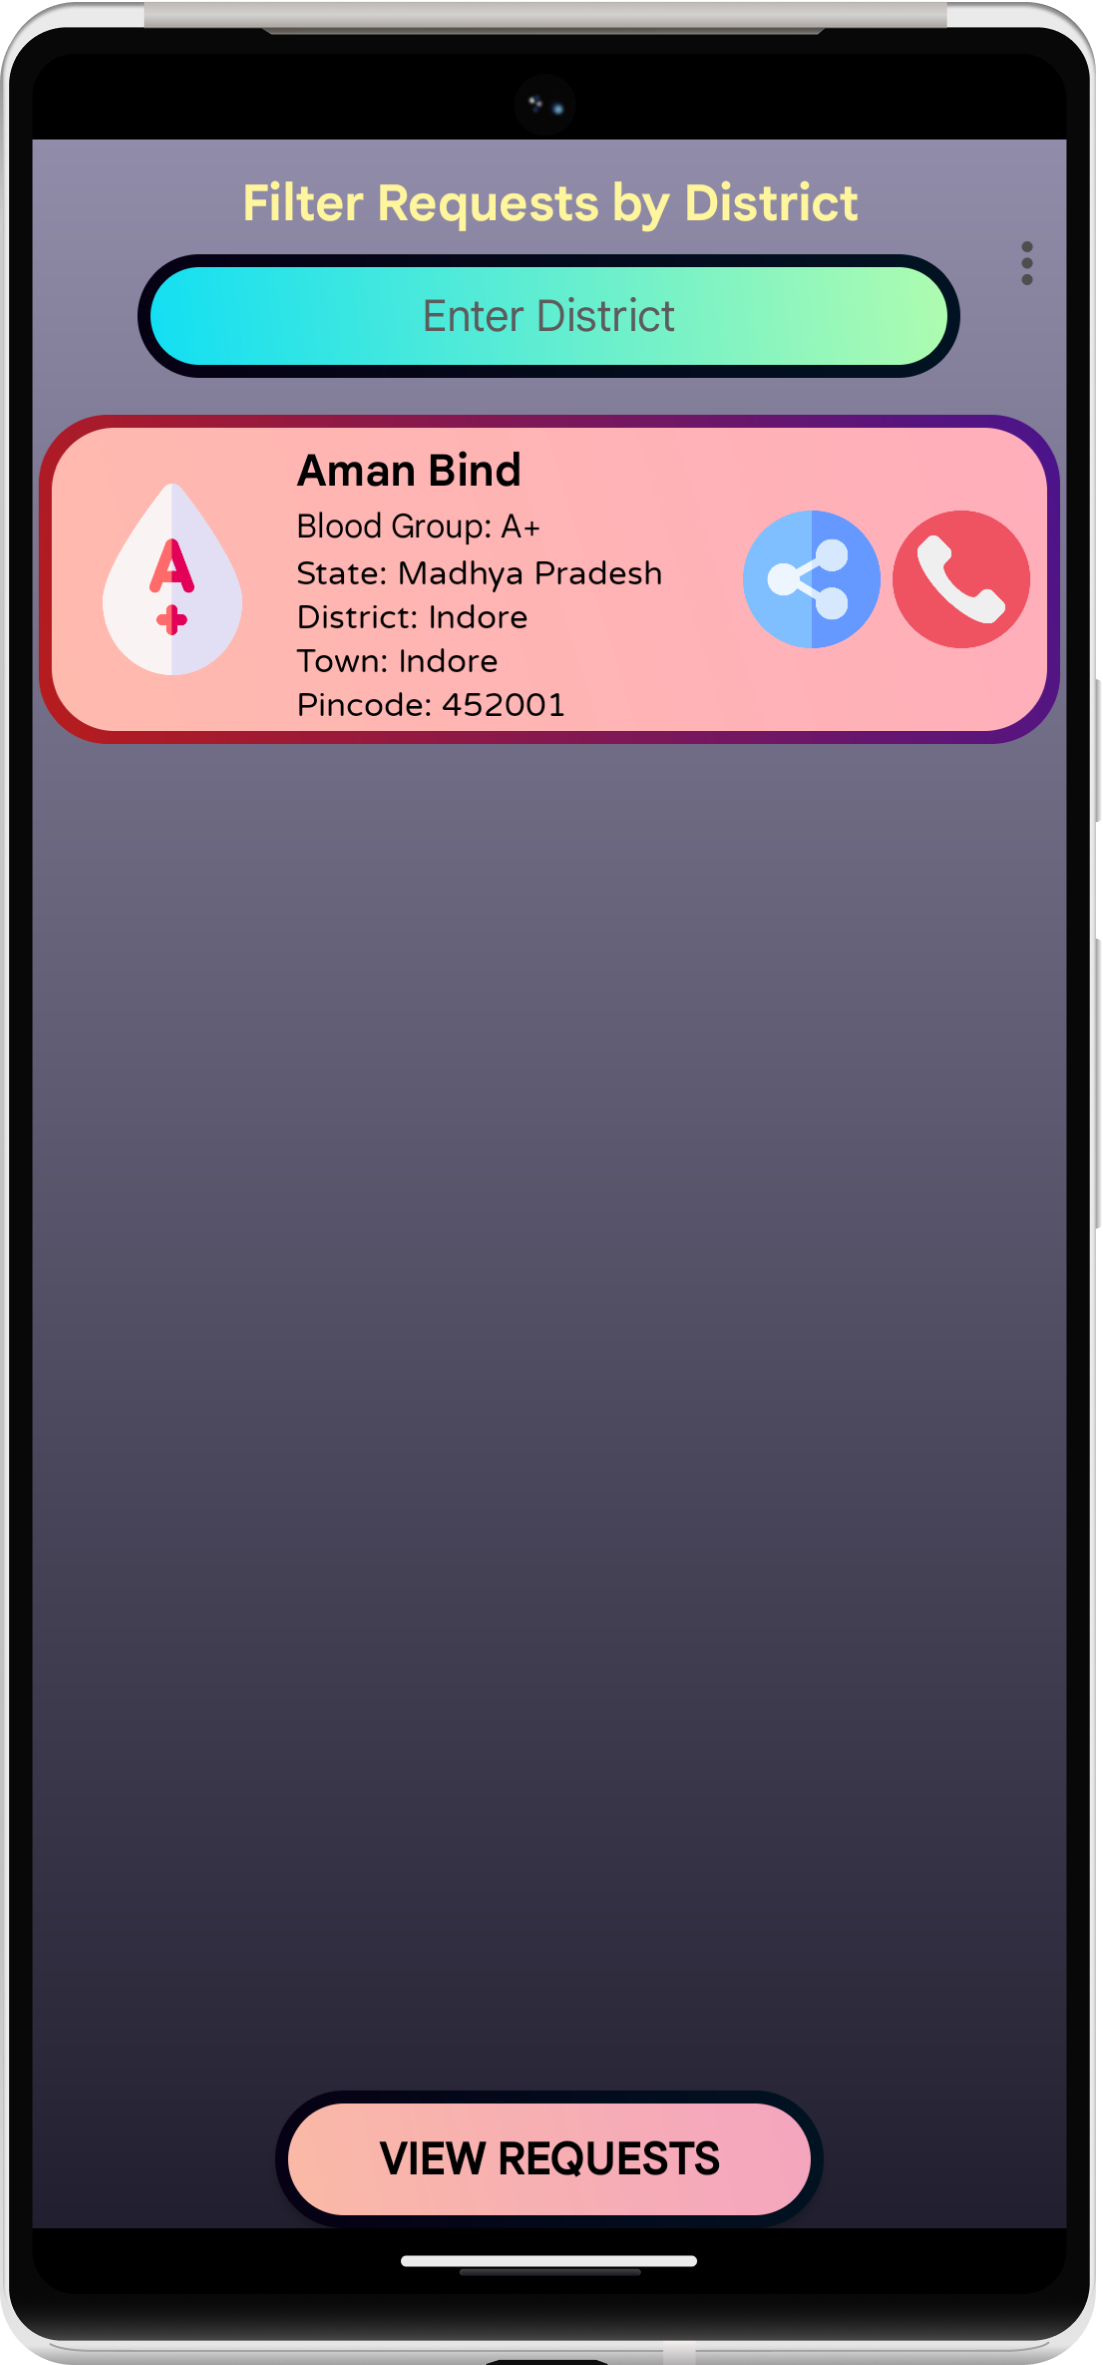 Filter Requests by District
Enter District
Aman Bind
Blood Group: A+
State: Madhya Pradesh
District: Indore
Town: Indore
Pincode: 452001
A
+
VIEW REQUESTS